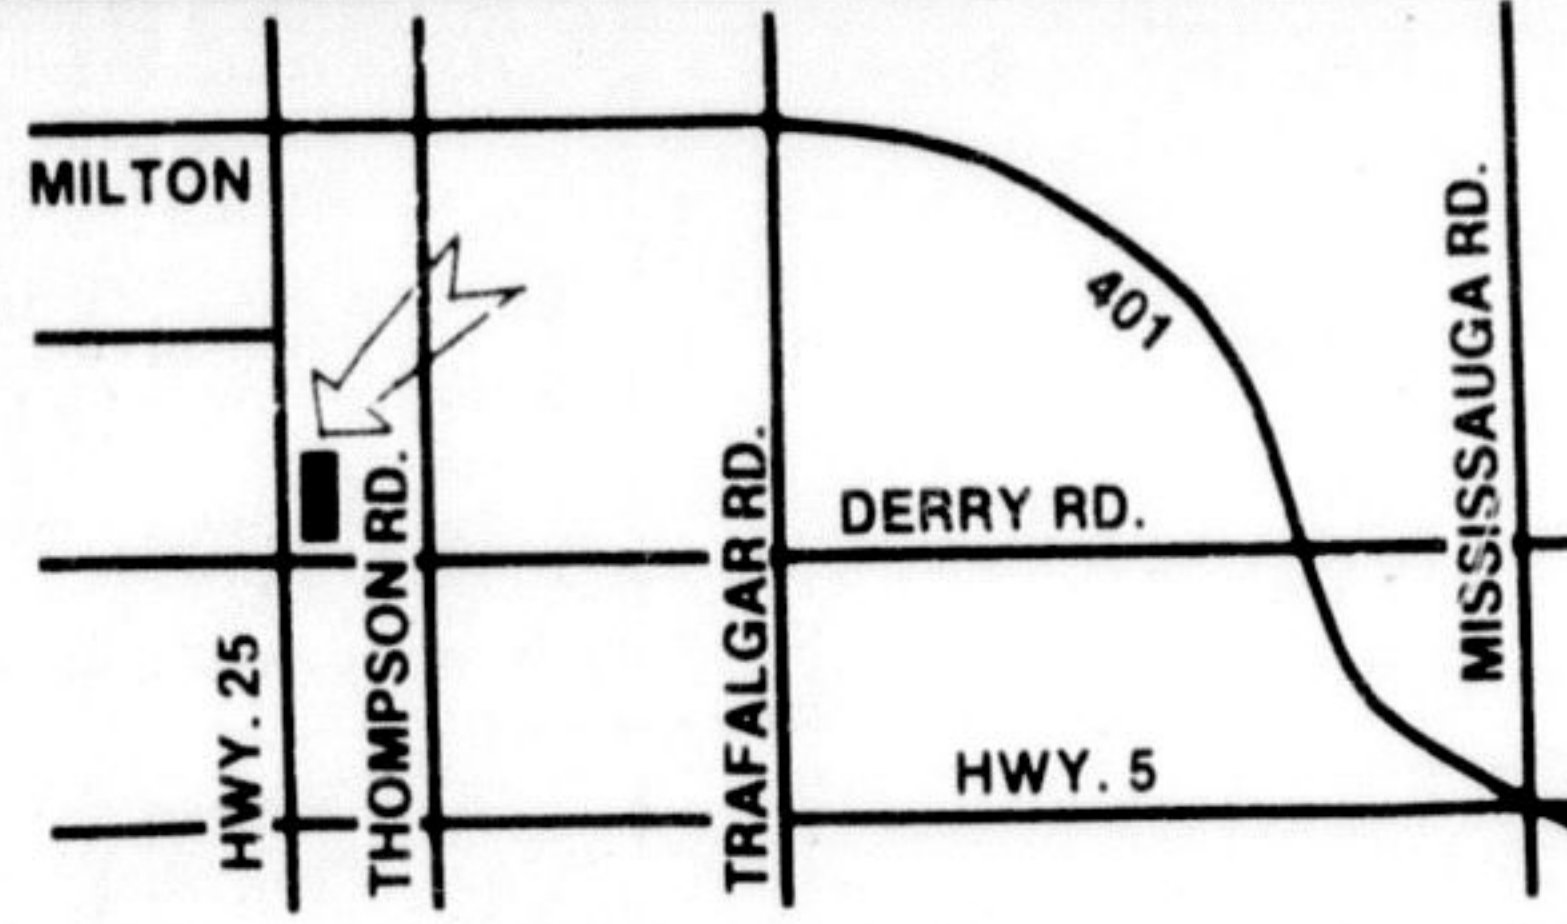 MILTON
401
MISSISSAUGA RD.
DERRY RD.
HWY. 25
THOMPSON RD.
TRAFALGAR RD.
HWY. 5